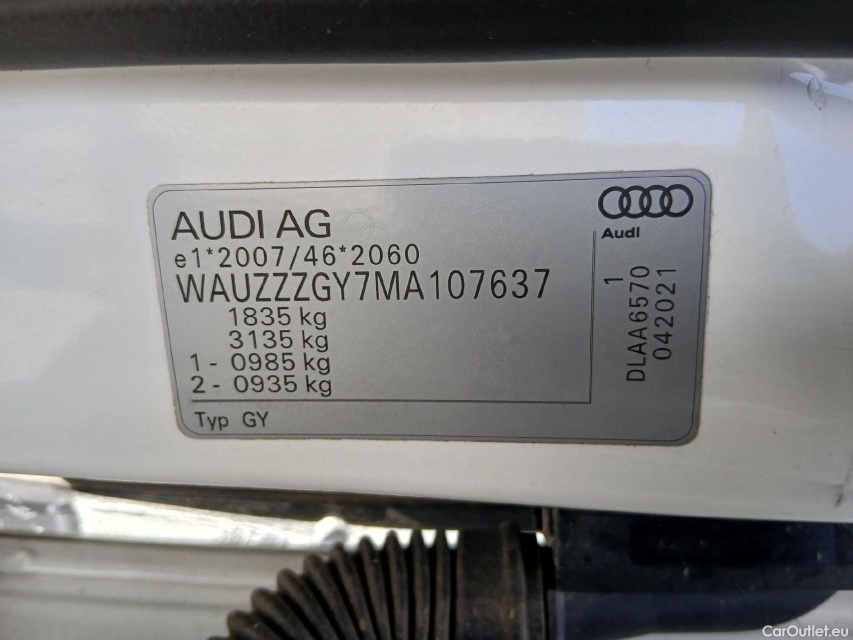 AUDI AG
e1*2007/46*2060
WAUZZZGY7MA107637
1835 kg
3135 kg
1 - 0985 kg
2 - 0935 kg
Typ GY
Audi
1
DLAA6570
042021
CarOutlet.eu